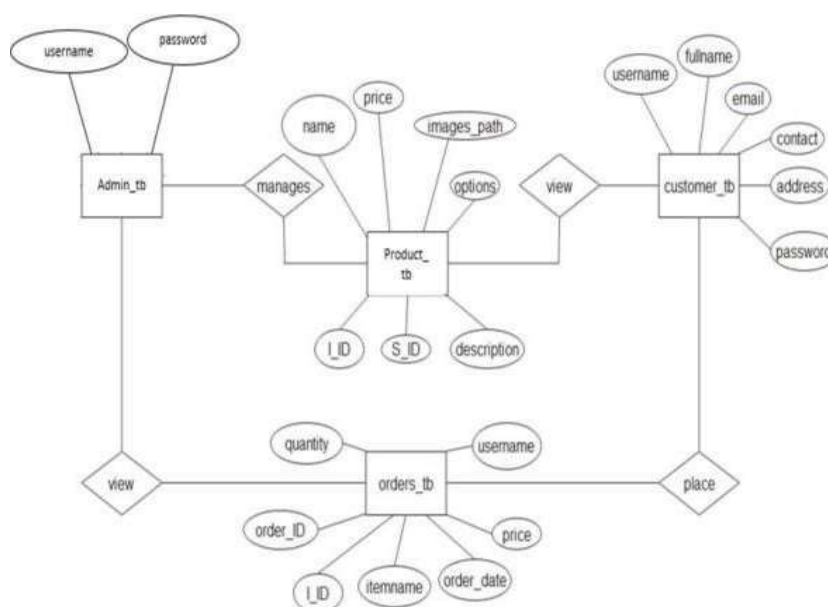 username
password
fullname
username
email
price
name
images_path
contact
Admin_tb
manages
options
view
customer_tb
address
Product_
tb
password
I_ID
S_ID
description
quantity
username
view
orders_tb
place
order_ID
price
I_ID
itemname
order_date